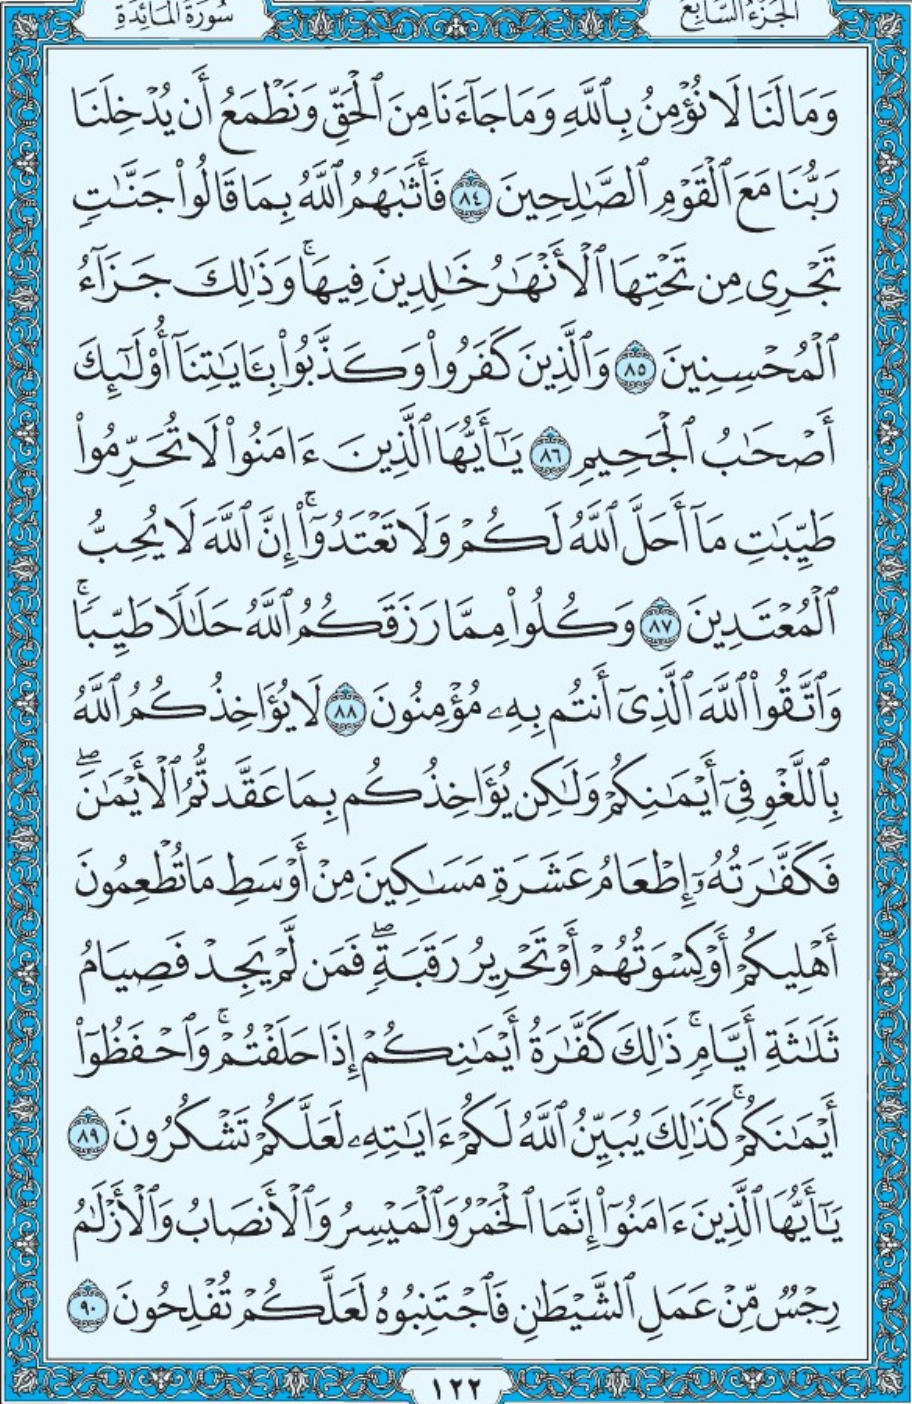 الجزء السابع
سورة المائدة
وَمَا لَنَا لَا نُؤْمِنُ بِٱللَّهِ وَمَا جَآءَنَا مِنَ ٱلْحَقِّ وَنَطْمَعُ أَن يُدْخِلَنَا
رَبُّنَا مَعَ ٱلْقَوْمِ ٱلصَّٰلِحِينَ ٨٤ فَأَثَٰبَهُمُ ٱللَّهُ بِمَا قَالُوا۟ جَنَّٰتٍ
تَجْرِى مِن تَحْتِهَا ٱلْأَنْهَٰرُ خَٰلِدِينَ فِيهَا ۚ وَذَٰلِكَ جَزَآءُ
ٱلْمُحْسِنِينَ ٨٥ وَٱلَّذِينَ كَفَرُوا۟ وَكَذَّبُوا۟ بِـَٔايَٰتِنَآ أُو۟لَٰٓئِكَ
أَصْحَٰبُ ٱلْجَحِيمِ ٨٦ يَٰٓأَيُّهَا ٱلَّذِينَ ءَامَنُوا۟ لَا تُحَرِّمُوا۟
طَيِّبَٰتِ مَآ أَحَلَّ ٱللَّهُ لَكُمْ وَلَا تَعْتَدُوٓا۟ ۚ إِنَّ ٱللَّهَ لَا يُحِبُّ
ٱلْمُعْتَدِينَ ٨٧ وَكُلُوا۟ مِمَّا رَزَقَكُمُ ٱللَّهُ حَلَٰلًا طَيِّبًا ۚ
وَٱتَّقُوا۟ ٱللَّهَ ٱلَّذِىٓ أَنتُم بِهِۦ مُؤْمِنُونَ ٨٨ لَا يُؤَاخِذُكُمُ ٱللَّهُ
بِٱللَّغْوِ فِىٓ أَيْمَٰنِكُمْ وَلَٰكِن يُؤَاخِذُكُم بِمَا عَقَّدتُّمُ ٱلْأَيْمَٰنَ ۖ
فَكَفَّٰرَتُهُۥٓ إِطْعَامُ عَشَرَةِ مَسَٰكِينَ مِنْ أَوْسَطِ مَا تُطْعِمُونَ
أَهْلِيكُمْ أَوْ كِسْوَتُهُمْ أَوْ تَحْرِيرُ رَقَبَةٍ ۖ فَمَن لَّمْ يَجِدْ فَصِيَامُ
ثَلَٰثَةِ أَيَّامٍ ۚ ذَٰلِكَ كَفَّٰرَةُ أَيْمَٰنِكُمْ إِذَا حَلَفْتُمْ ۚ وَٱحْفَظُوٓا۟
أَيْمَٰنَكُمْ ۚ كَذَٰلِكَ يُبَيِّنُ ٱللَّهُ لَكُمْ ءَايَٰتِهِۦ لَعَلَّكُمْ تَشْكُرُونَ ٨٩
يَٰٓأَيُّهَا ٱلَّذِينَ ءَامَنُوٓا۟ إِنَّمَا ٱلْخَمْرُ وَٱلْمَيْسِرُ وَٱلْأَنصَابُ وَٱلْأَزْلَٰمُ
رِجْسٌ مِّنْ عَمَلِ ٱلشَّيْطَٰنِ فَٱجْتَنِبُوهُ لَعَلَّكُمْ تُفْلِحُونَ ٩٠
١٢٢